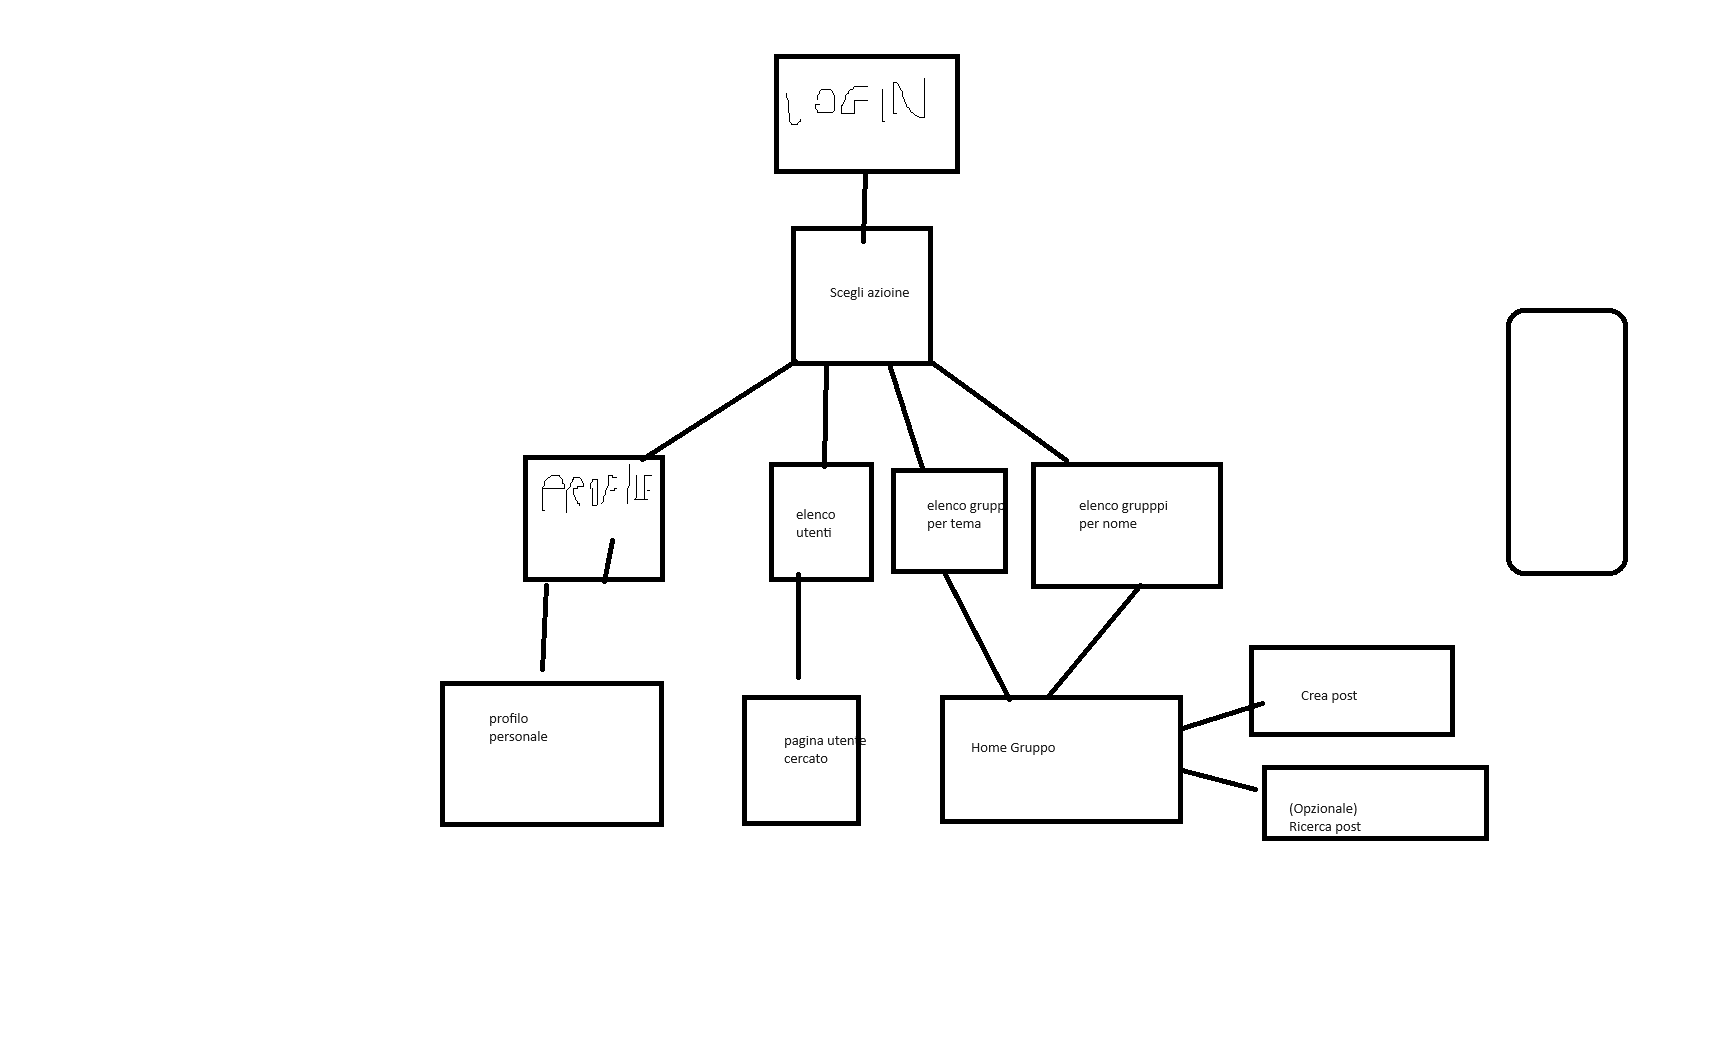 LOGIN
Scegli azioine
PROFILE
elenco
utenti
elenco grupp
per tema
elenco grupppi
per nome
profilo
personale
pagina utente
cercato
Home Gruppo
Crea post
(Opzionale)
Ricerca post